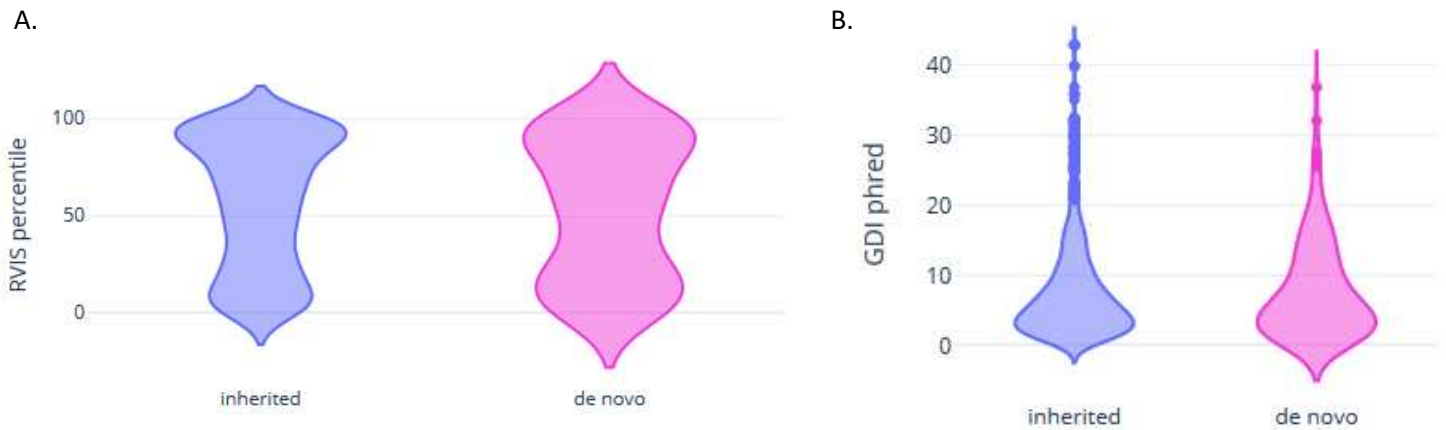 A.
RVIS percentile
100
50
0
inherited
de novo
B.
GDI phred
40
30
20
10
0
inherited
de novo